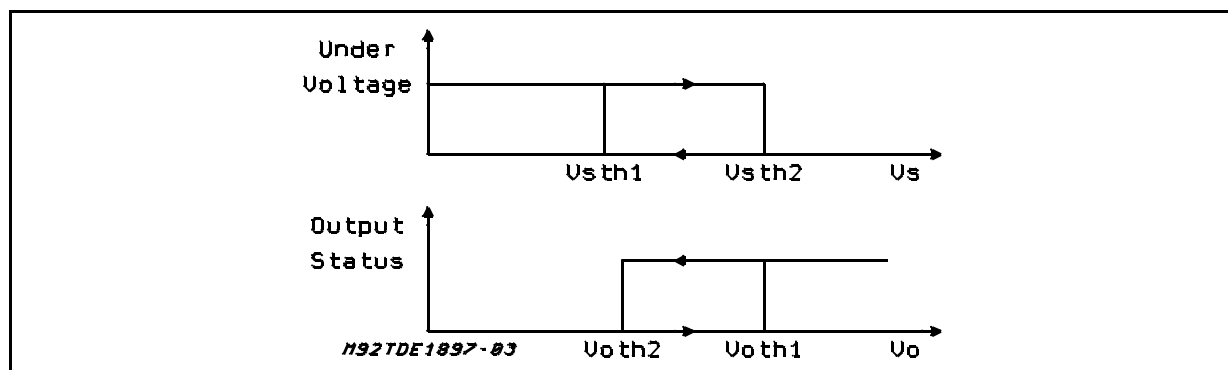 Under
Voltage
Vsth1 Vsth2 Vs
Output
Status
M92TDE1897-03 Voth2 Voth1 Vo